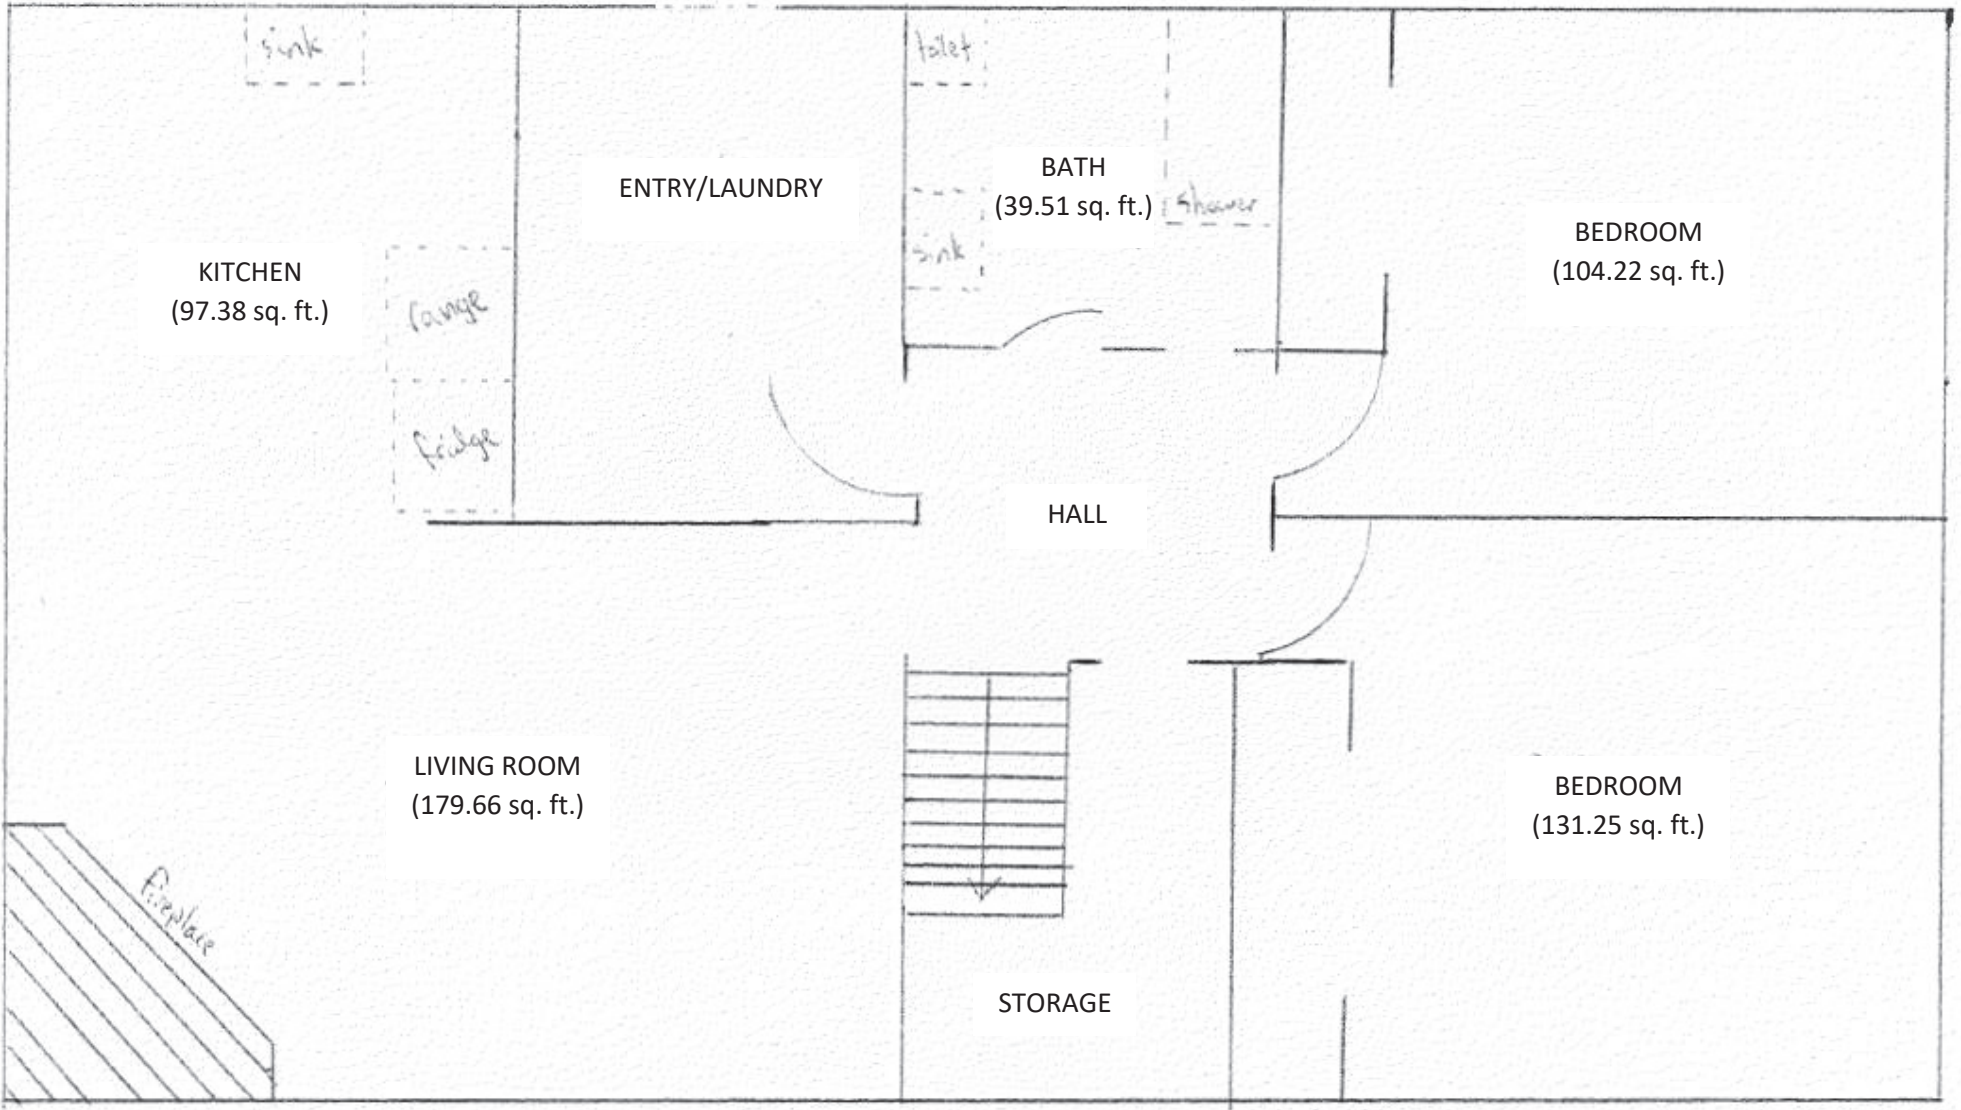 sink
toilet
ENTRY/LAUNDRY
BATH
(39.51 sq. ft.)
shower
sink
KITCHEN
(97.38 sq. ft.)
range
fridge
BEDROOM
(104.22 sq. ft.)
HALL
LIVING ROOM
(179.66 sq. ft.)
fireplace
STORAGE
BEDROOM
(131.25 sq. ft.)